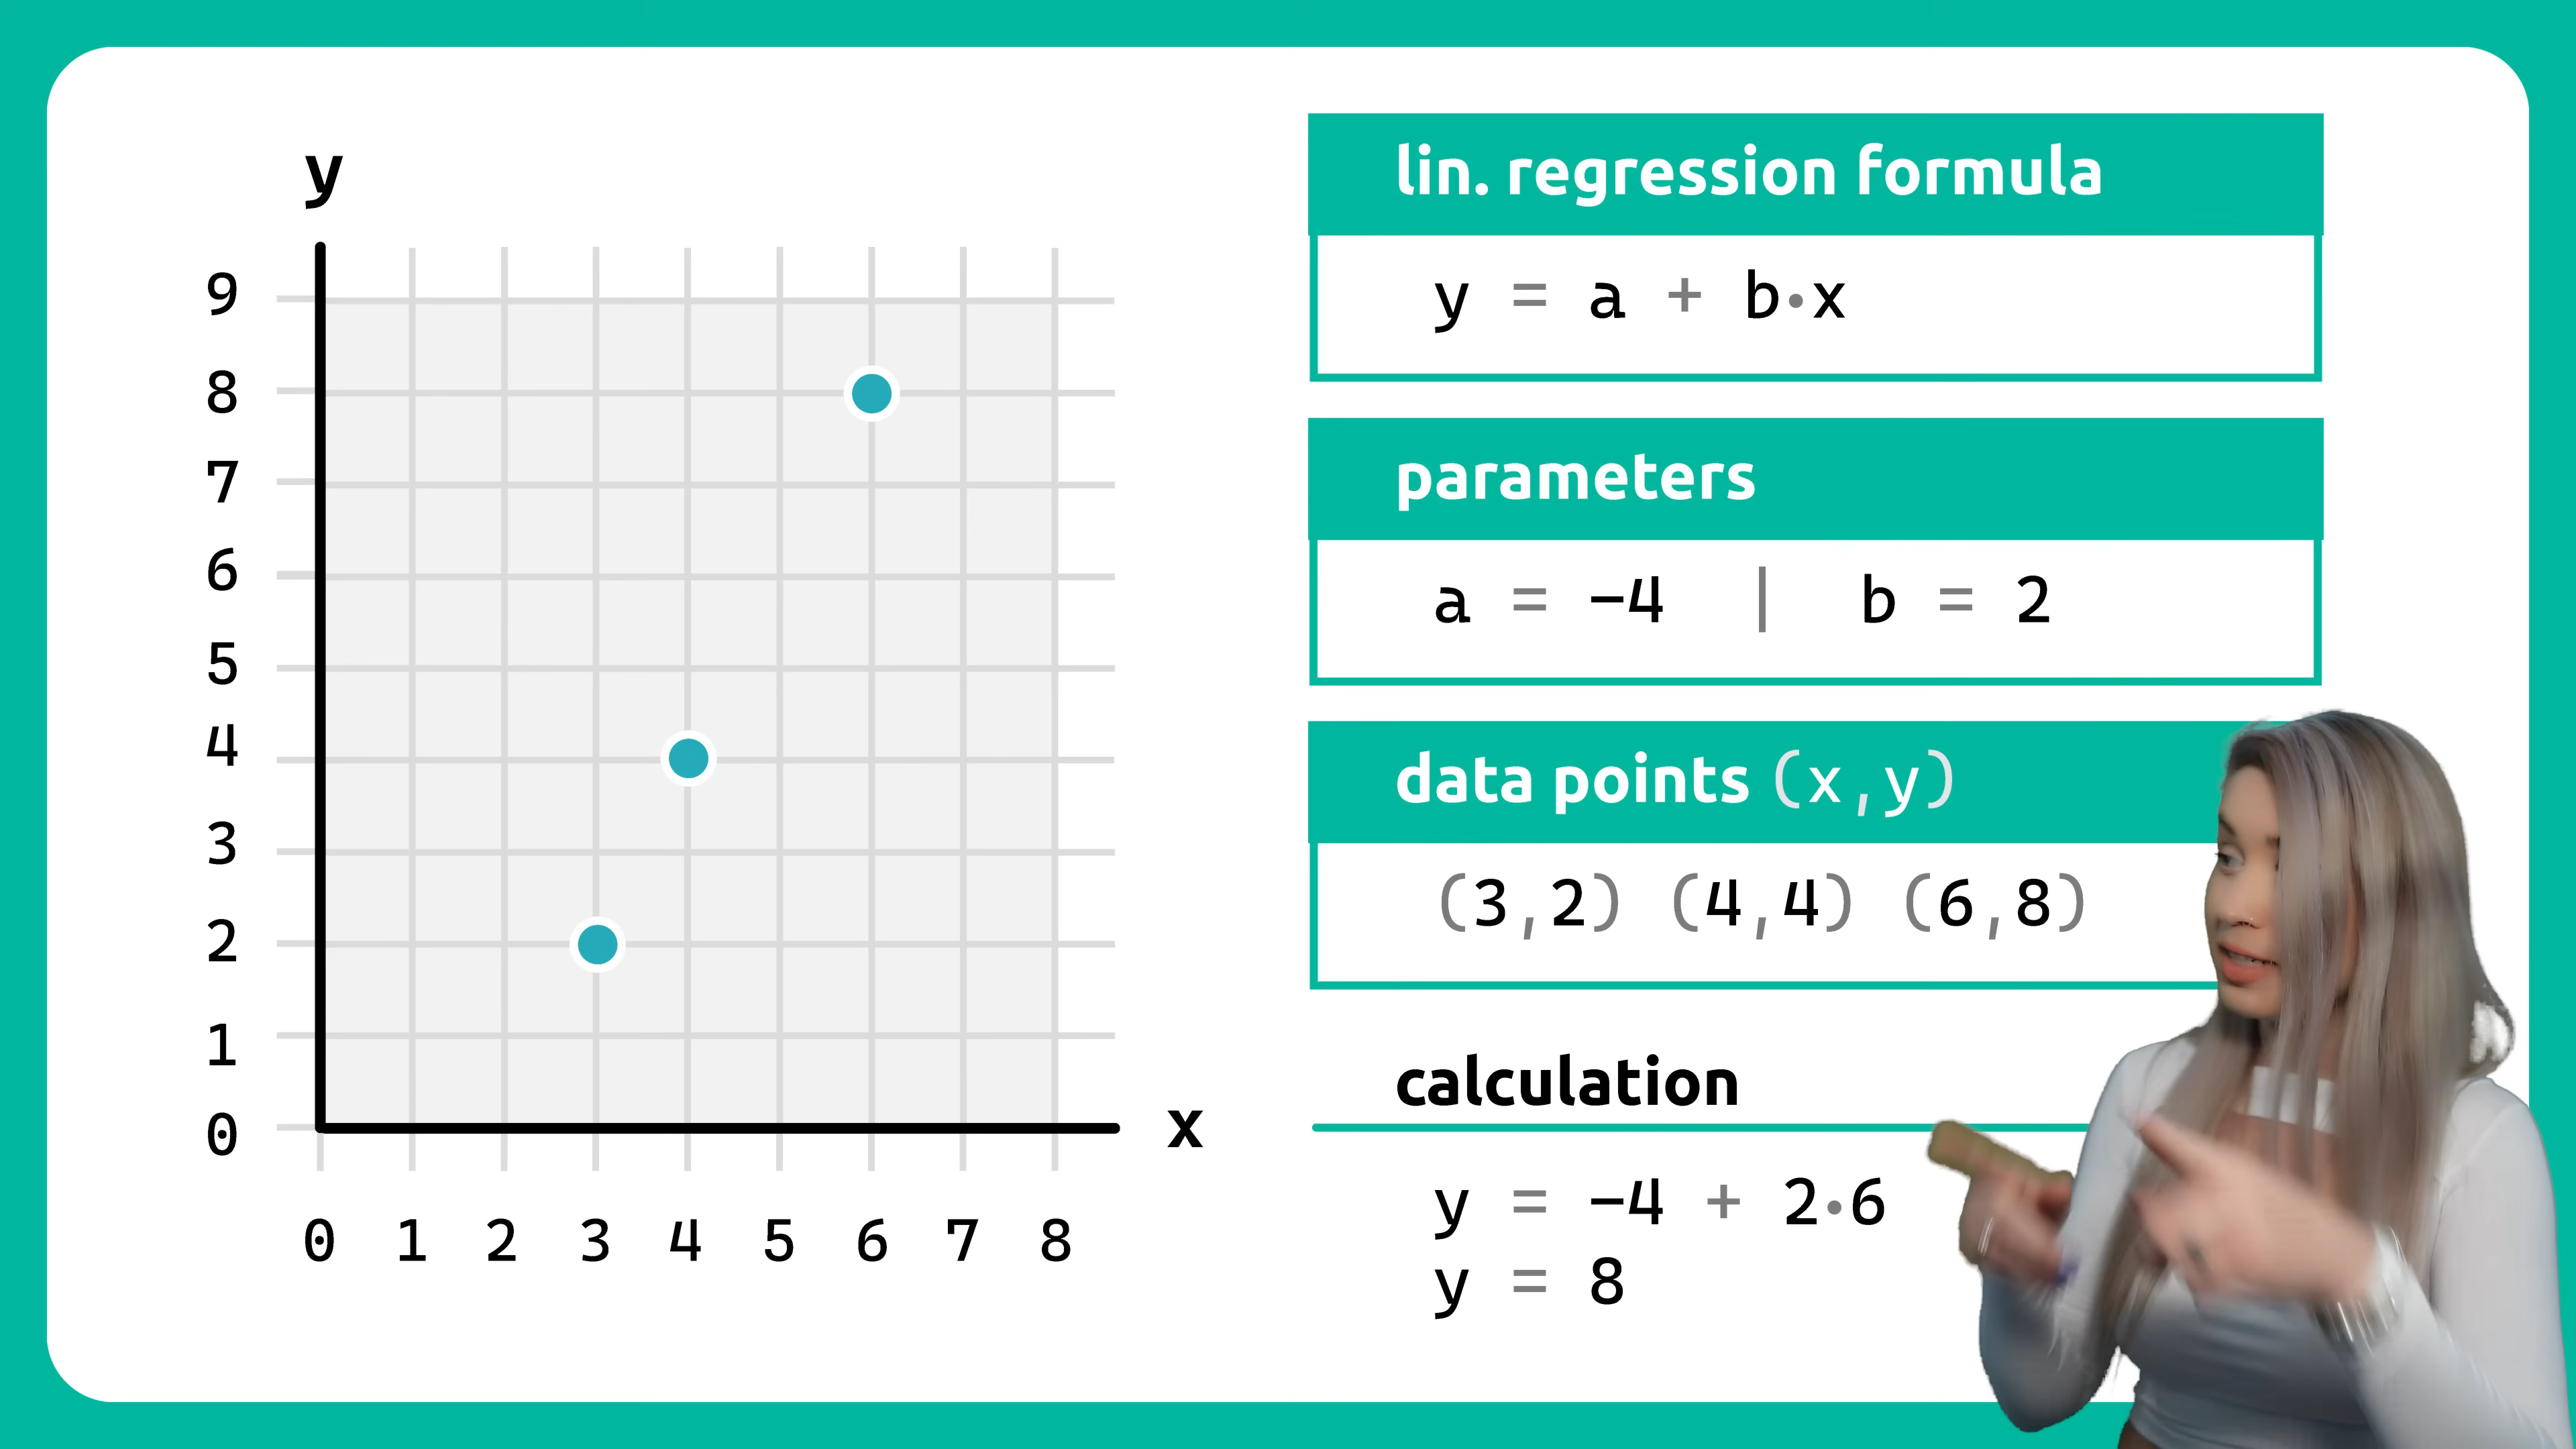 y
9
8
7
6
5
4
3
2
1
0
x
0 1 2 3 4 5 6 7 8
lin. regression formula
y = a + b·x
parameters
a = −4 | b = 2
data points (x,y)
(3,2) (4,4) (6,8)
calculation
y = −4 + 2·6
y = 8